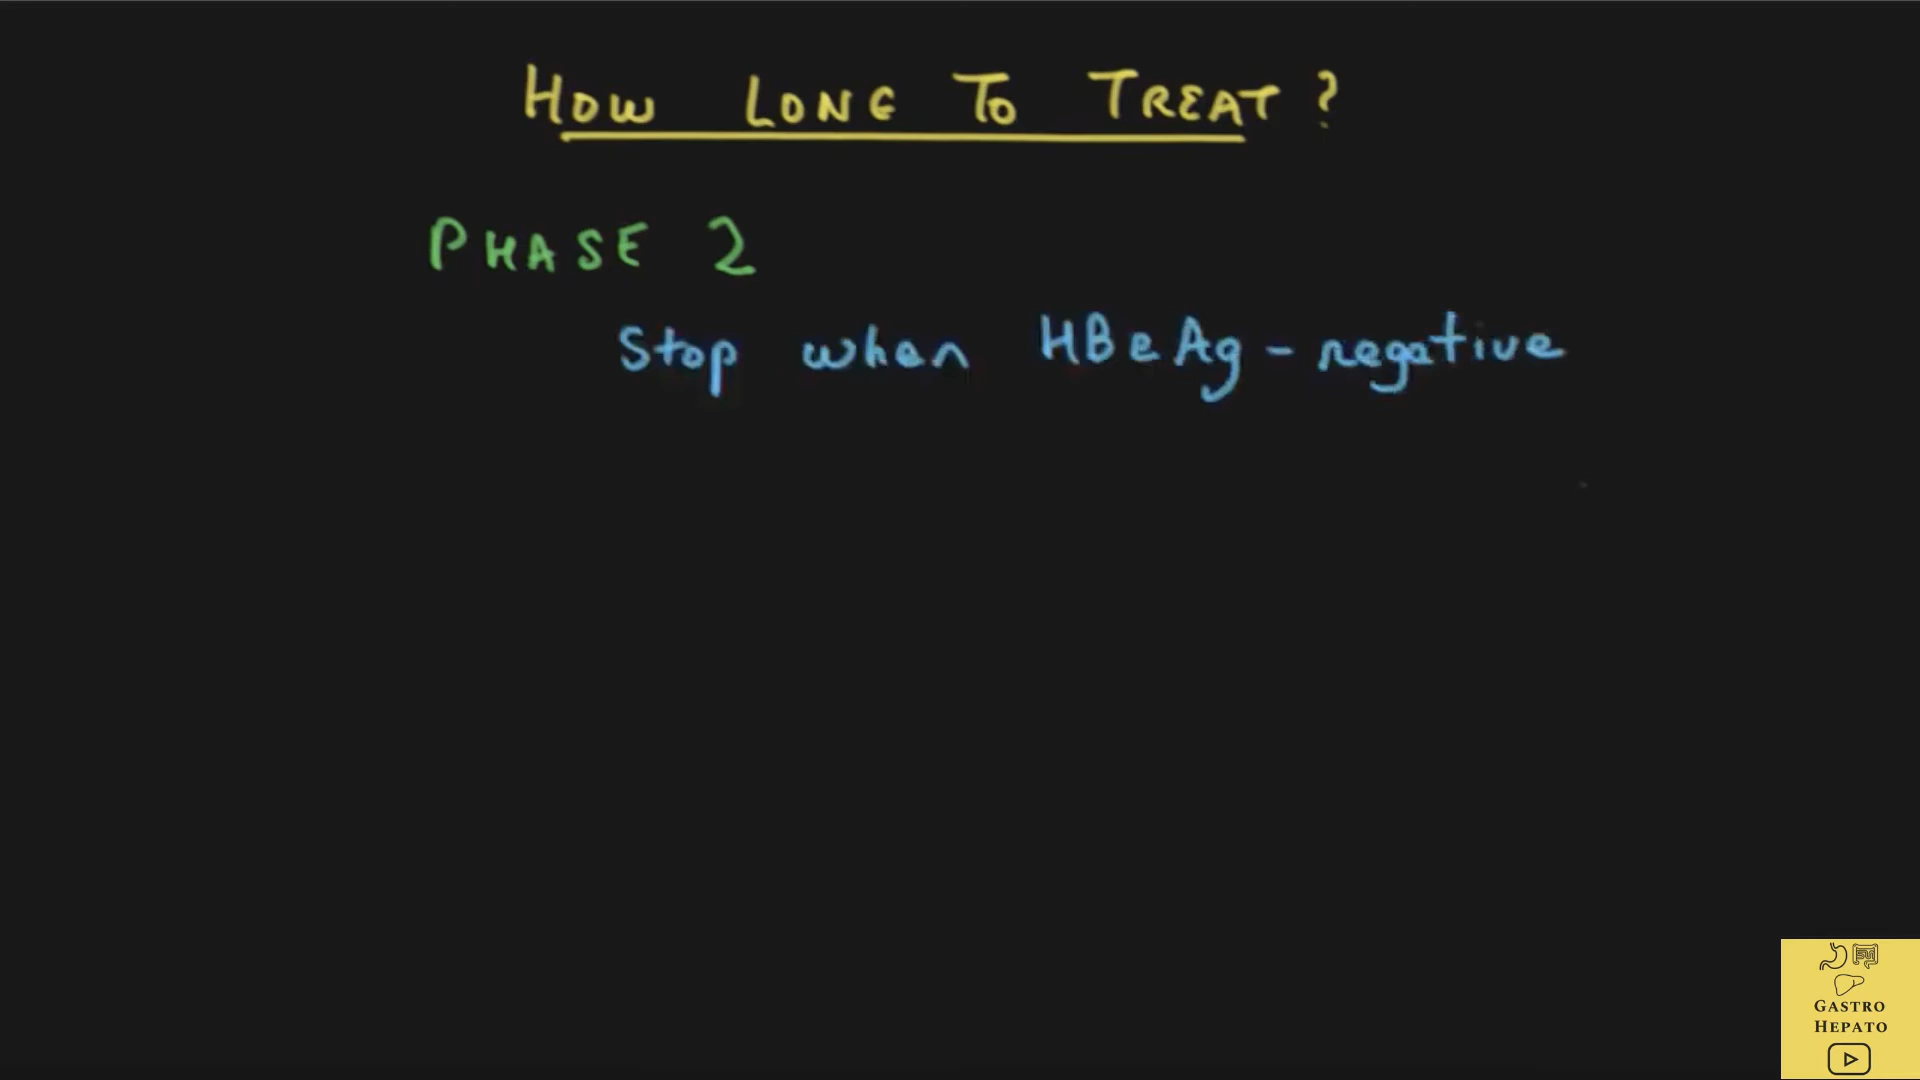 HOW LONG TO TREAT?
PHASE 2
Stop when HBeAg-negative
GASTRO
HEPATO